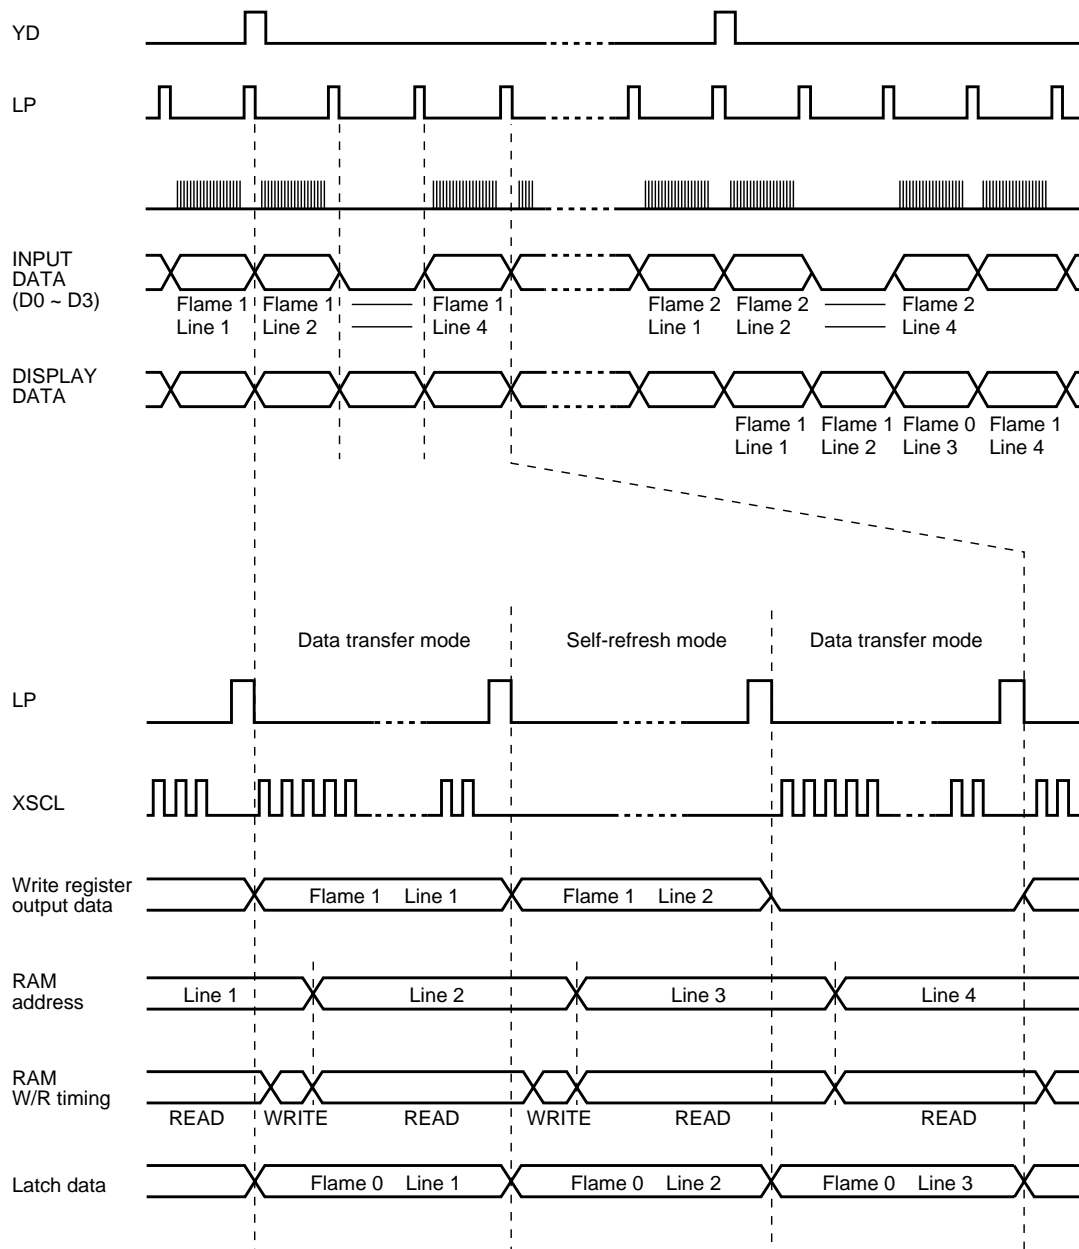 YD
LP
INPUT
DATA
(D0 ~ D3)
Flame 1 Flame 1 Flame 1 Flame 2 Flame 2 Flame 2
Line 1 Line 2 Line 4 Line 1 Line 2 Line 4
DISPLAY
DATA
Flame 1 Flame 1 Flame 0 Flame 1
Line 1 Line 2 Line 3 Line 4
Data transfer mode Self-refresh mode Data transfer mode
LP
XSCL
Write register
output data
Flame 1 Line 1 Flame 1 Line 2
RAM
address
Line 1 Line 2 Line 3 Line 4
RAM
W/R timing
READ WRITE READ WRITE READ READ
Latch data
Flame 0 Line 1 Flame 0 Line 2 Flame 0 Line 3